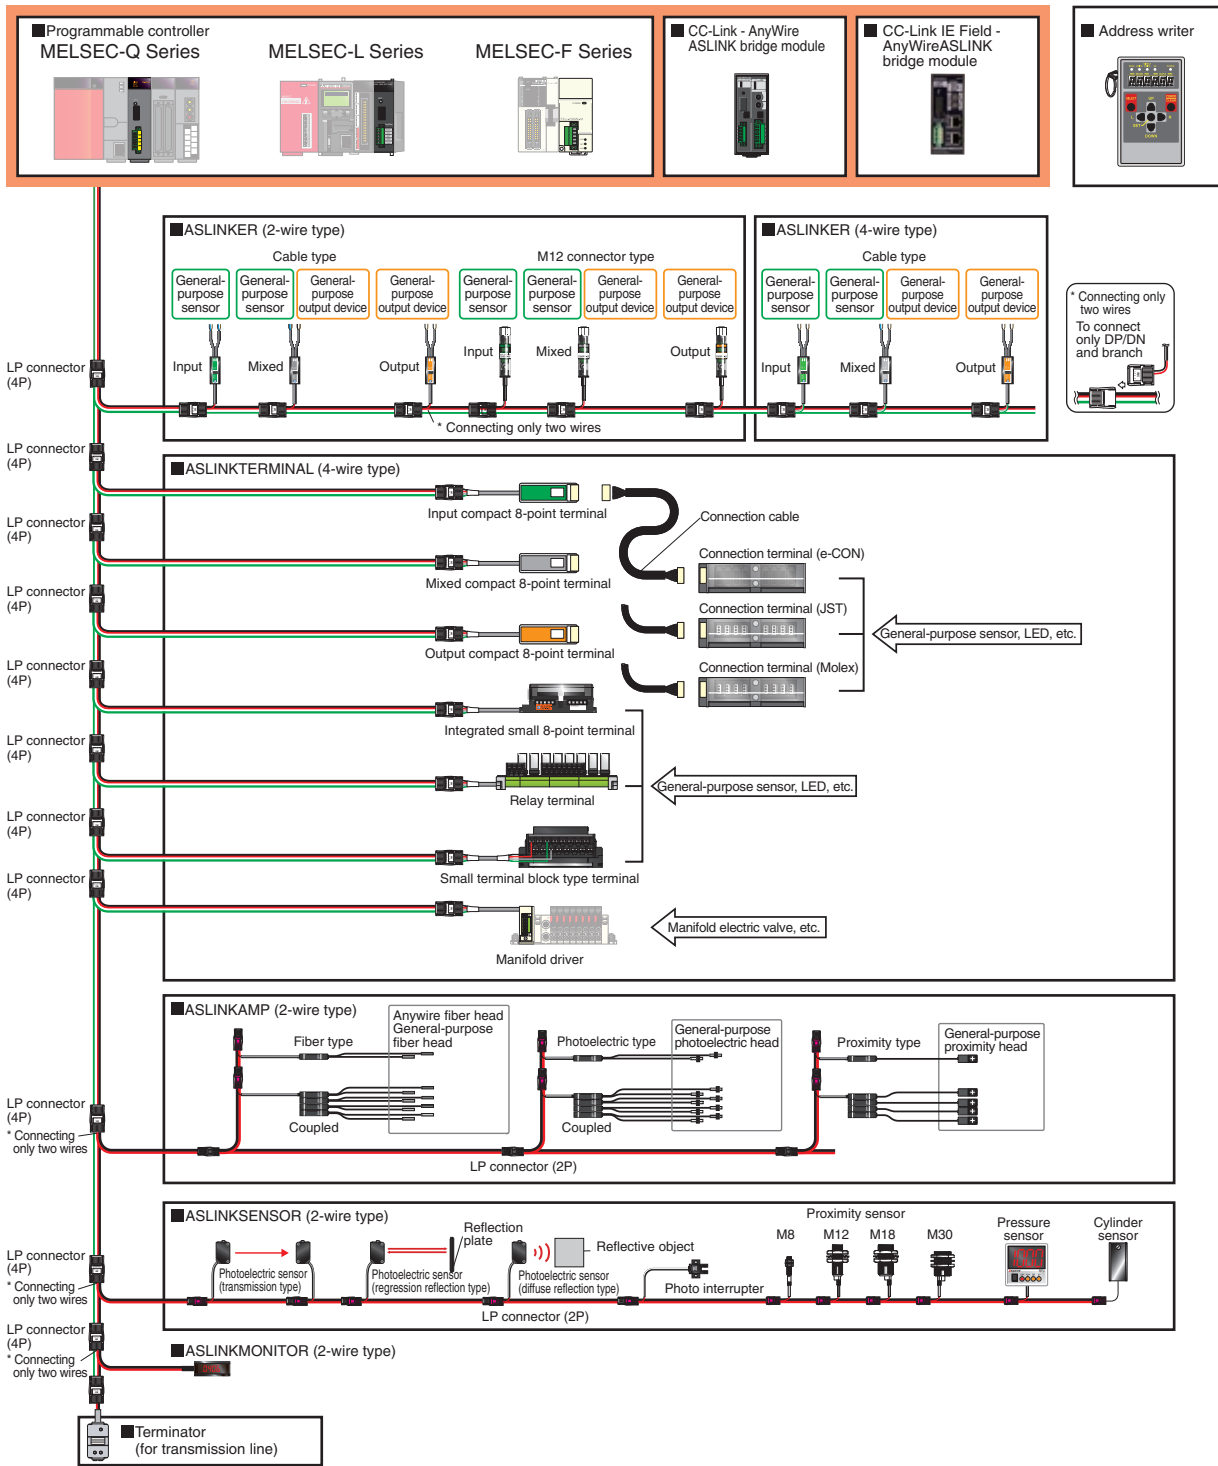 ■Programmable controller
MELSEC-Q Series
MELSEC-L Series
MELSEC-F Series
■CC-Link - AnyWire
ASLINK bridge module
■CC-Link IE Field -
AnyWireASLINK
bridge module
■Address writer
■ASLINKER (2-wire type)
Cable type
M12 connector type
General-
purpose
sensor
General-
purpose
sensor
General-
purpose
output device
General-
purpose
output device
General-
purpose
sensor
General-
purpose
sensor
General-
purpose
output device
General-
purpose
output device
Input
Mixed
Output
Input
Mixed
Output
* Connecting only two wires
■ASLINKER (4-wire type)
Cable type
General-
purpose
sensor
General-
purpose
sensor
General-
purpose
output device
General-
purpose
output device
Input
Mixed
Output
* Connecting only
two wires
To connect
only DP/DN
and branch
LP connector
(4P)
LP connector
(4P)
LP connector
(4P)
LP connector
(4P)
LP connector
(4P)
LP connector
(4P)
LP connector
(4P)
LP connector
(4P)
■ASLINKTERMINAL (4-wire type)
Input compact 8-point terminal
Connection cable
Connection terminal (e-CON)
Mixed compact 8-point terminal
Connection terminal (JST)
General-purpose sensor, LED, etc.
Output compact 8-point terminal
Connection terminal (Molex)
Integrated small 8-point terminal
Relay terminal
General-purpose sensor, LED, etc.
Small terminal block type terminal
Manifold electric valve, etc.
Manifold driver
■ASLINKAMP (2-wire type)
Fiber type
Anywire fiber head
General-purpose
fiber head
Coupled
Photoelectric type
General-purpose
photoelectric head
Coupled
Proximity type
General-purpose
proximity head
LP connector (2P)
LP connector
(4P)
* Connecting
only two wires
■ASLINKSENSOR (2-wire type)
Photoelectric sensor
(transmission type)
Reflection
plate
Photoelectric sensor
(regression reflection type)
Reflective object
Photoelectric sensor
(diffuse reflection type)
Photo interrupter
Proximity sensor
M8
M12
M18
M30
Pressure
sensor
Cylinder
sensor
LP connector (2P)
LP connector
(4P)
* Connecting
only two wires
LP connector
(4P)
* Connecting
only two wires
■ASLINKMONITOR (2-wire type)
■Terminator
(for transmission line)